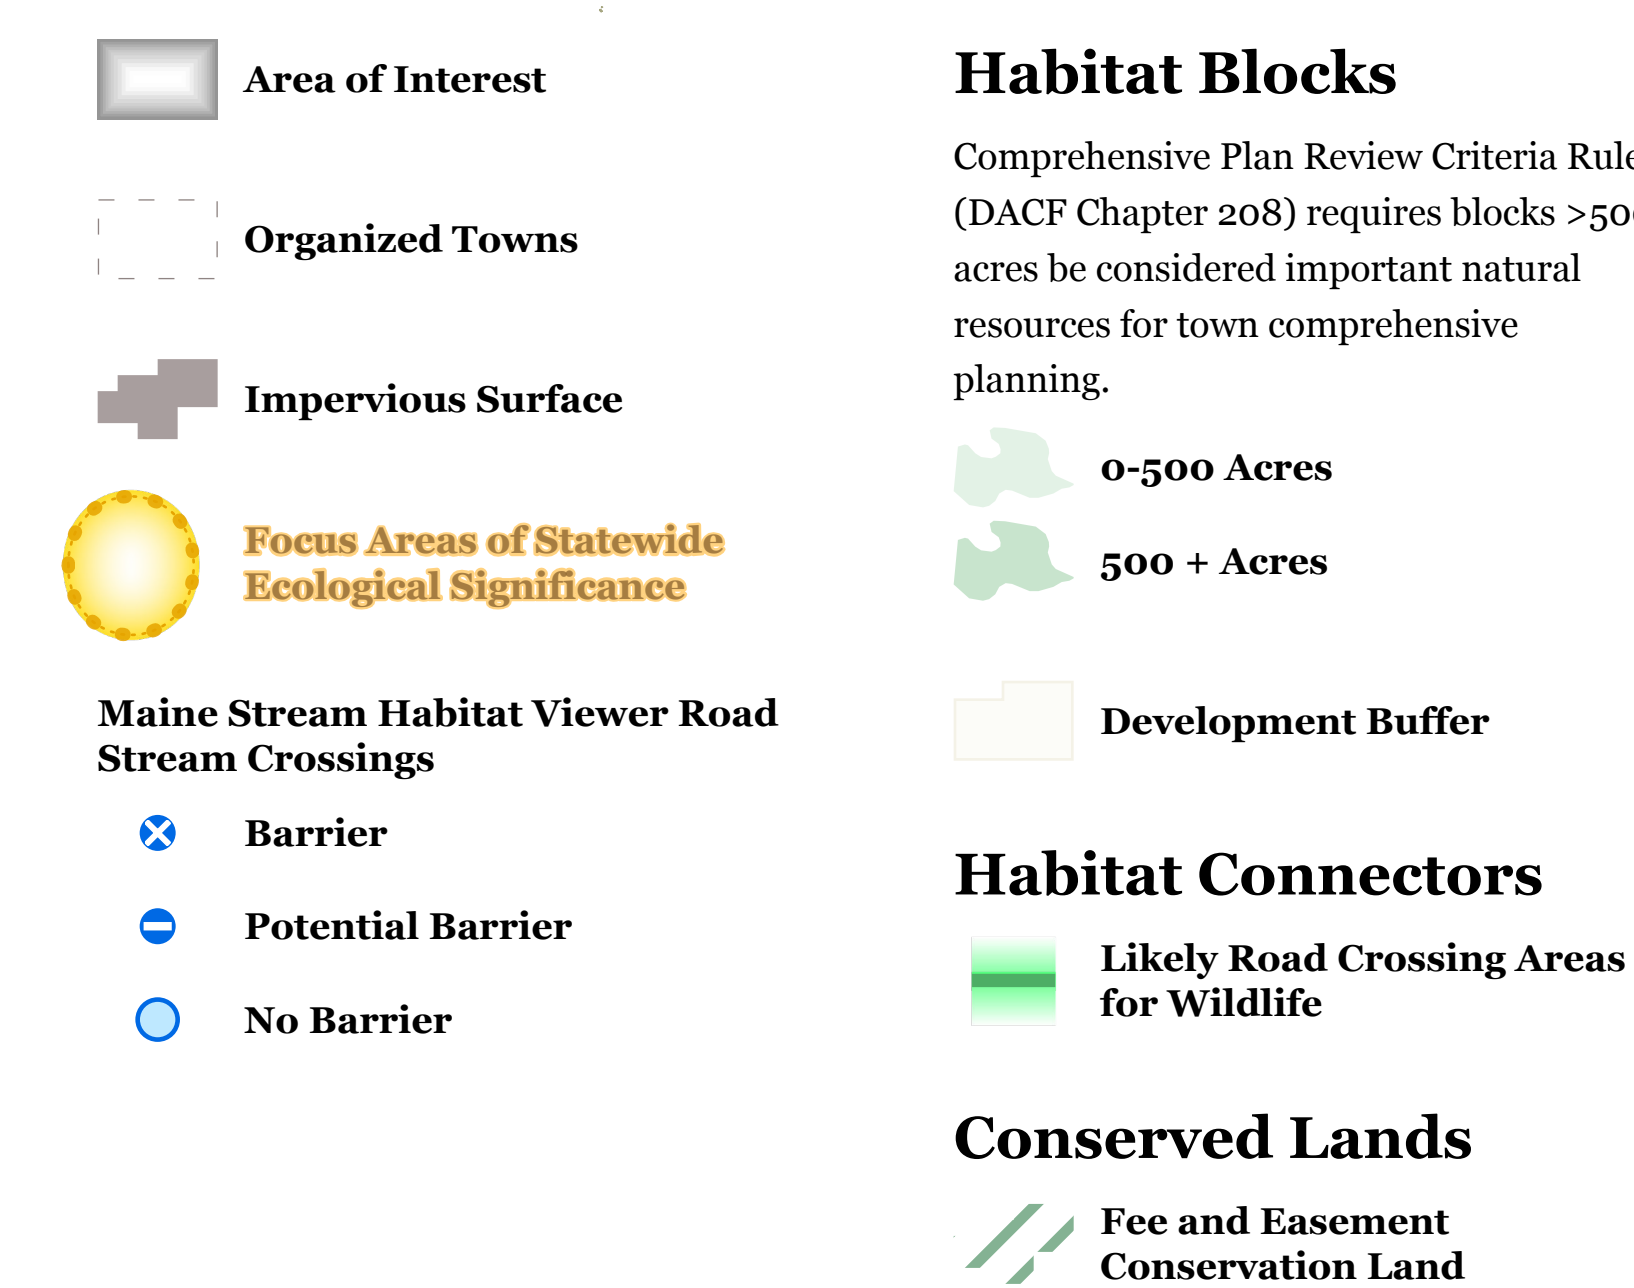 Area of Interest
Organized Towns
Impervious Surface
Focus Areas of Statewide
Ecological Significance
Maine Stream Habitat Viewer Road
Stream Crossings
Barrier
Potential Barrier
No Barrier
Habitat Blocks
Comprehensive Plan Review Criteria Rule
(DACF Chapter 208) requires blocks >500
acres be considered important natural
resources for town comprehensive
planning.
0-500 Acres
500 + Acres
Development Buffer
Habitat Connectors
Likely Road Crossing Areas
for Wildlife
Conserved Lands
Fee and Easement
Conservation Land